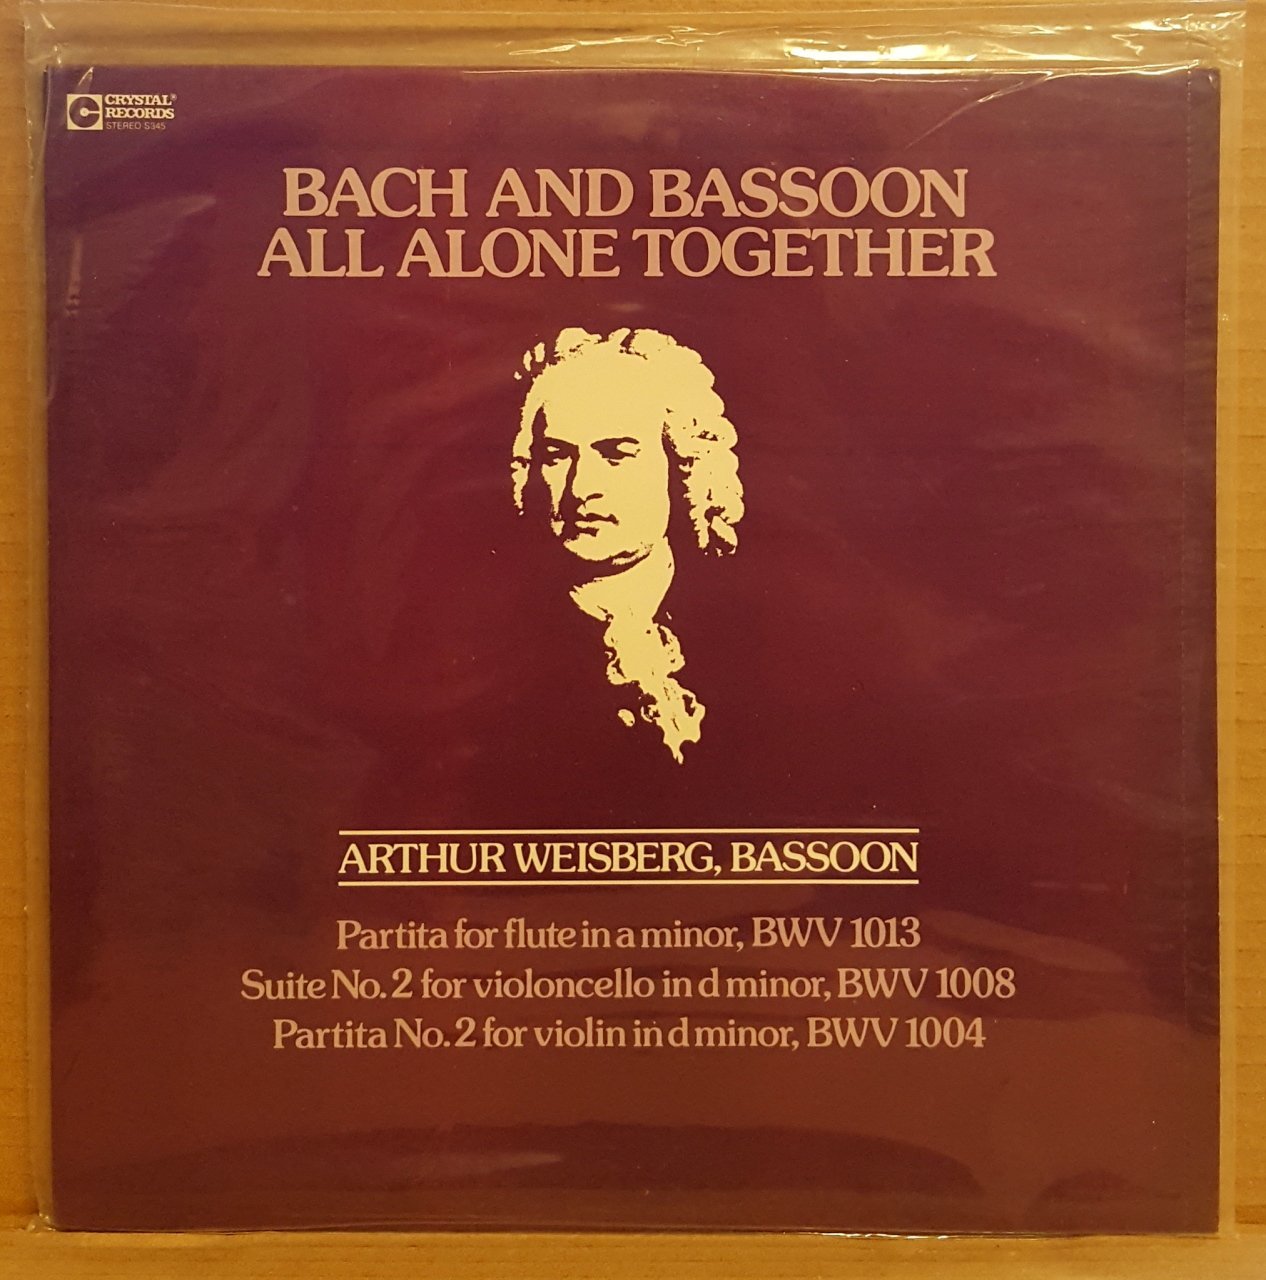 CRYSTAL®
RECORDS
STEREO S345
BACH AND BASSOON
ALL ALONE TOGETHER
ARTHUR WEISBERG, BASSOON
Partita for flute in a minor, BWV 1013
Suite No. 2 for violoncello in d minor, BWV 1008
Partita No. 2 for violin in d minor, BWV 1004